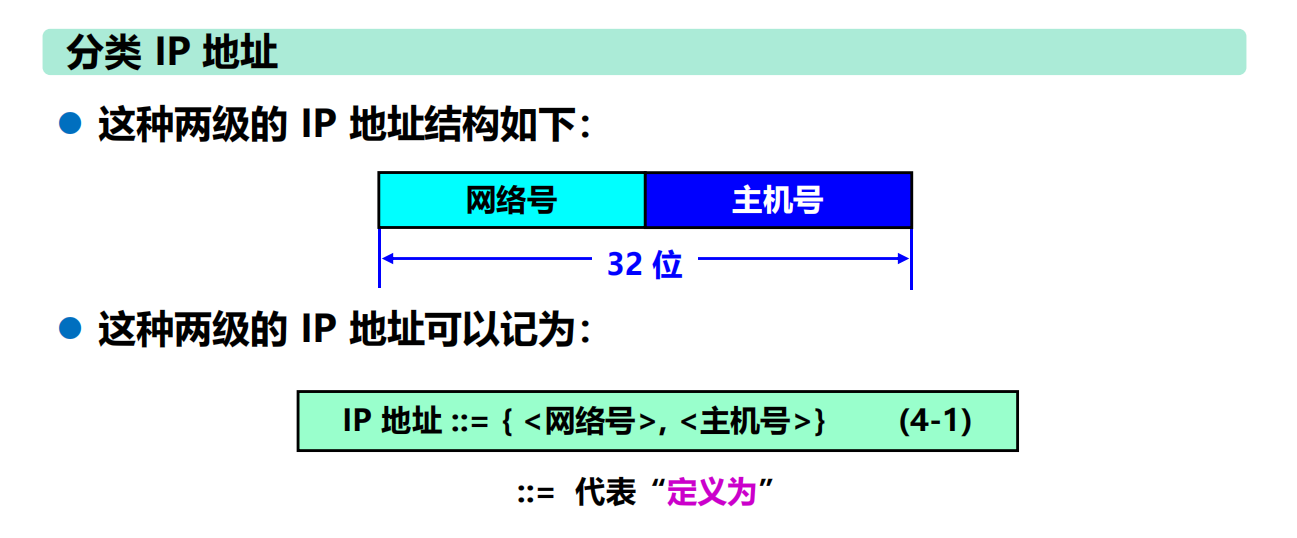 分类 IP 地址
这种两级的 IP 地址结构如下：
网络号 主机号
32 位
这种两级的 IP 地址可以记为：
IP 地址 ::= { <网络号>, <主机号>} (4-1)
::= 代表“定义为”